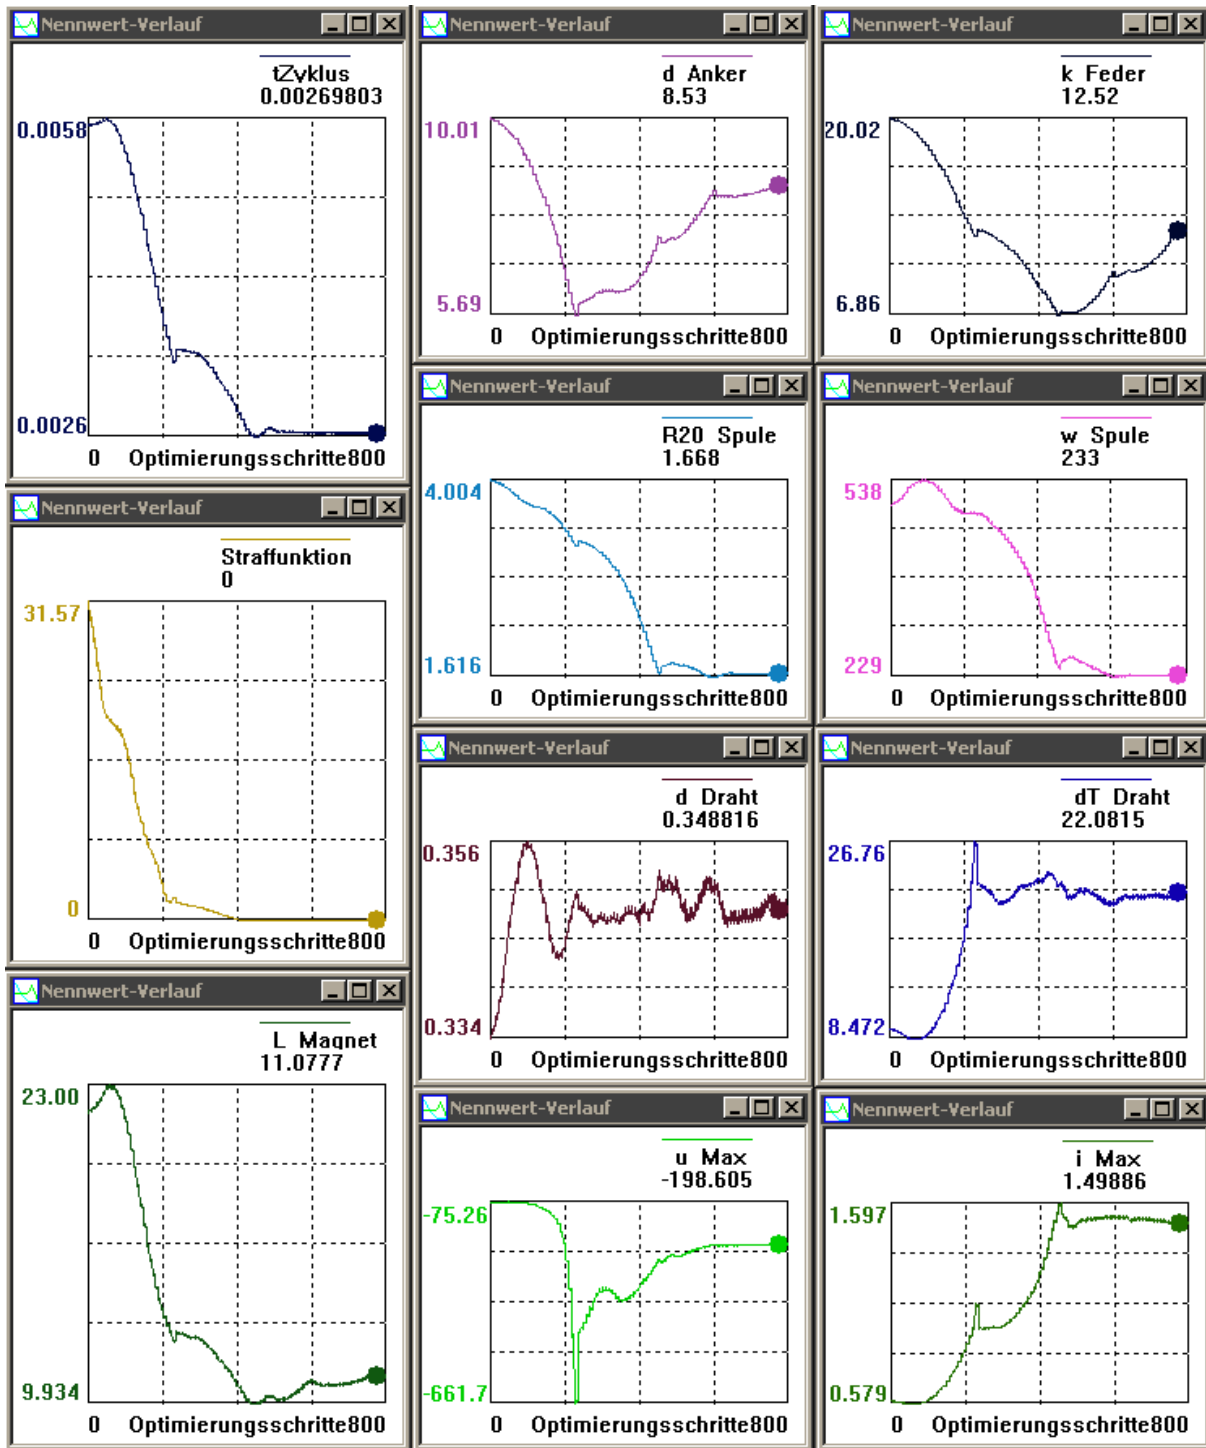 Nennwert-Verlauf
tZyklus
0.00269803
0.0058
0.0026
0 Optimierungsschritte800
Nennwert-Verlauf
Straffunktion
0
31.57
0
0 Optimierungsschritte800
Nennwert-Verlauf
L Magnet
11.0777
23.00
9.934
0 Optimierungsschritte800
Nennwert-Verlauf
d Anker
8.53
10.01
5.69
0 Optimierungsschritte800
Nennwert-Verlauf
R20 Spule
1.668
4.004
1.616
0 Optimierungsschritte800
Nennwert-Verlauf
d Draht
0.348816
0.356
0.334
0 Optimierungsschritte800
Nennwert-Verlauf
u Max
-198.605
-75.26
-661.7
0 Optimierungsschritte800
Nennwert-Verlauf
k Feder
12.52
20.02
6.86
0 Optimierungsschritte800
Nennwert-Verlauf
w Spule
233
538
229
0 Optimierungsschritte800
Nennwert-Verlauf
dT Draht
22.0815
26.76
8.472
0 Optimierungsschritte800
Nennwert-Verlauf
i Max
1.49886
1.597
0.579
0 Optimierungsschritte800